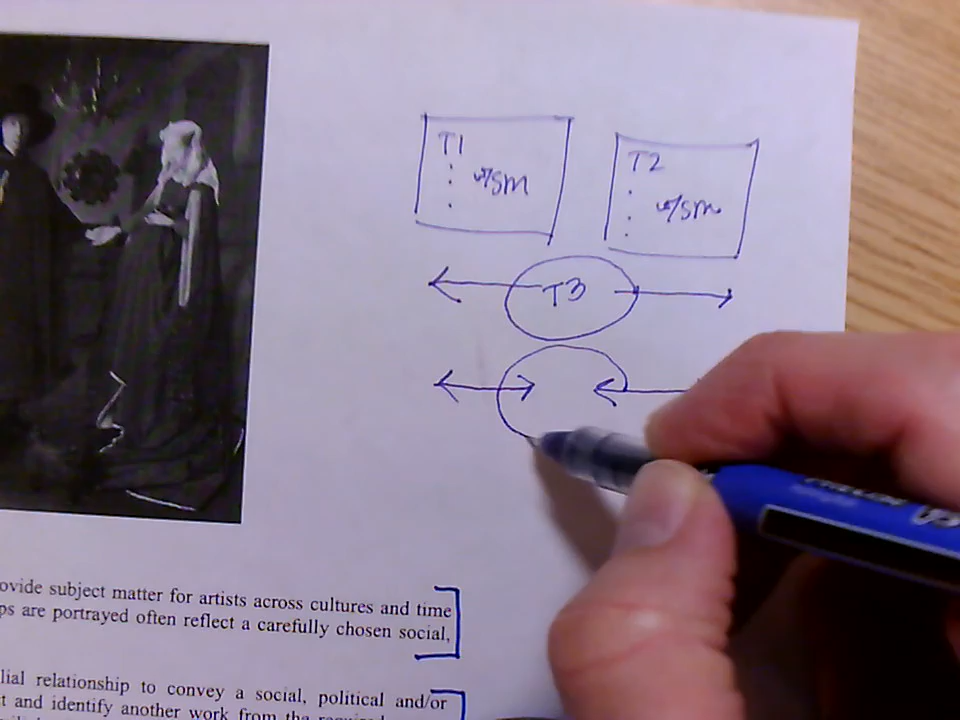 T1
w/SM
T2
w/SM
T3
ovide subject matter for artists across cultures and time
ps are portrayed often reflect a carefully chosen social,
lial relationship to convey a social, political and/or
t and identify another work from the